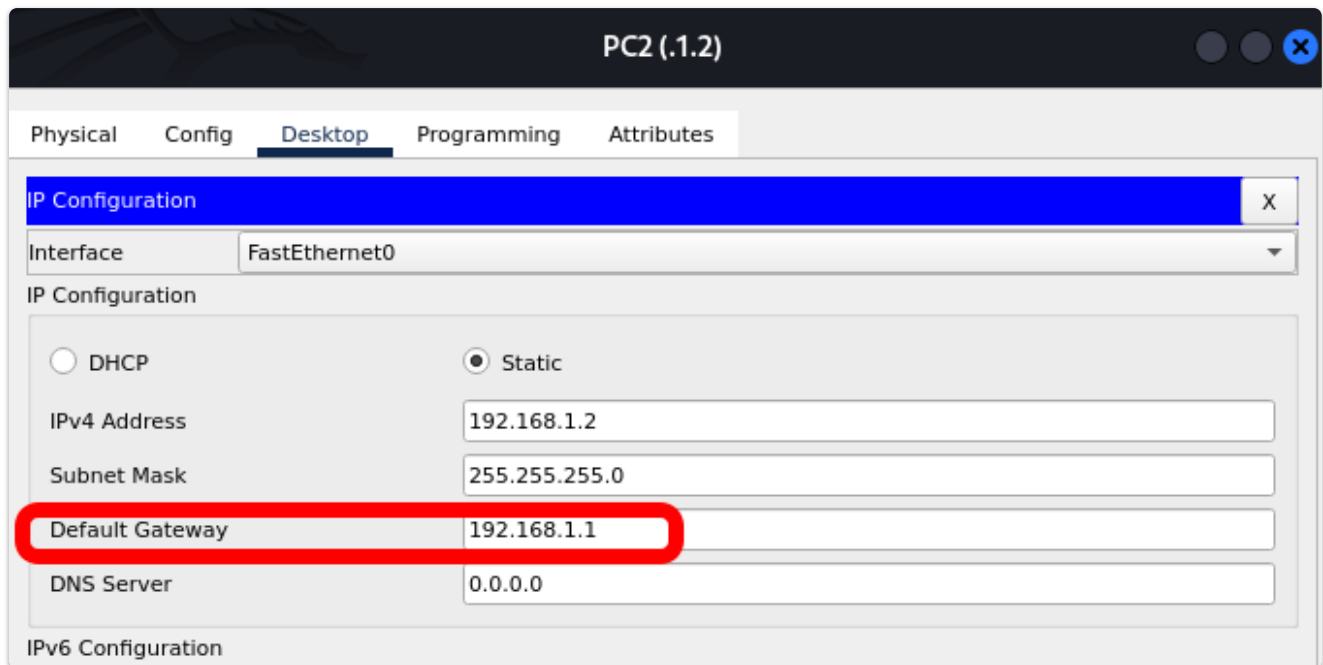 PC2 (.1.2)
Physical Config Desktop Programming Attributes
IP Configuration X
Interface FastEthernet0
IP Configuration
DHCP Static
IPv4 Address 192.168.1.2
Subnet Mask 255.255.255.0
Default Gateway 192.168.1.1
DNS Server 0.0.0.0
IPv6 Configuration